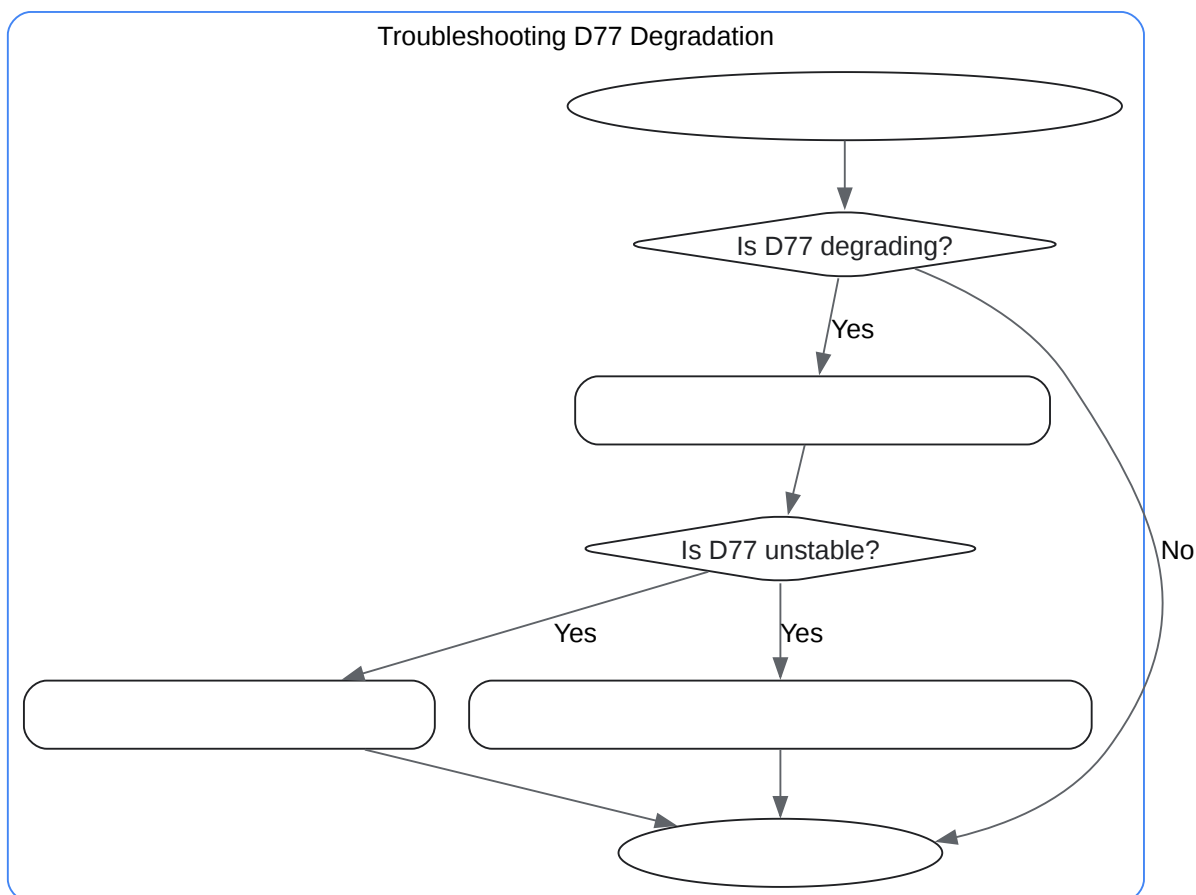 Troubleshooting D77 Degradation
Is D77 degrading?
Yes
Is D77 unstable?
No
Yes
Yes